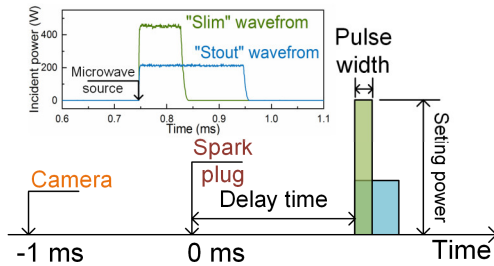 "Slim" wavefrom
"Stout" wavefrom
Incident power (W)
400
200
0
Microwave
source
0.6
0.7
0.8
0.9
1.0
1.1
Time (ms)
Pulse
width
Seting power
Camera
Spark
plug
Delay time
-1 ms
0 ms
Time